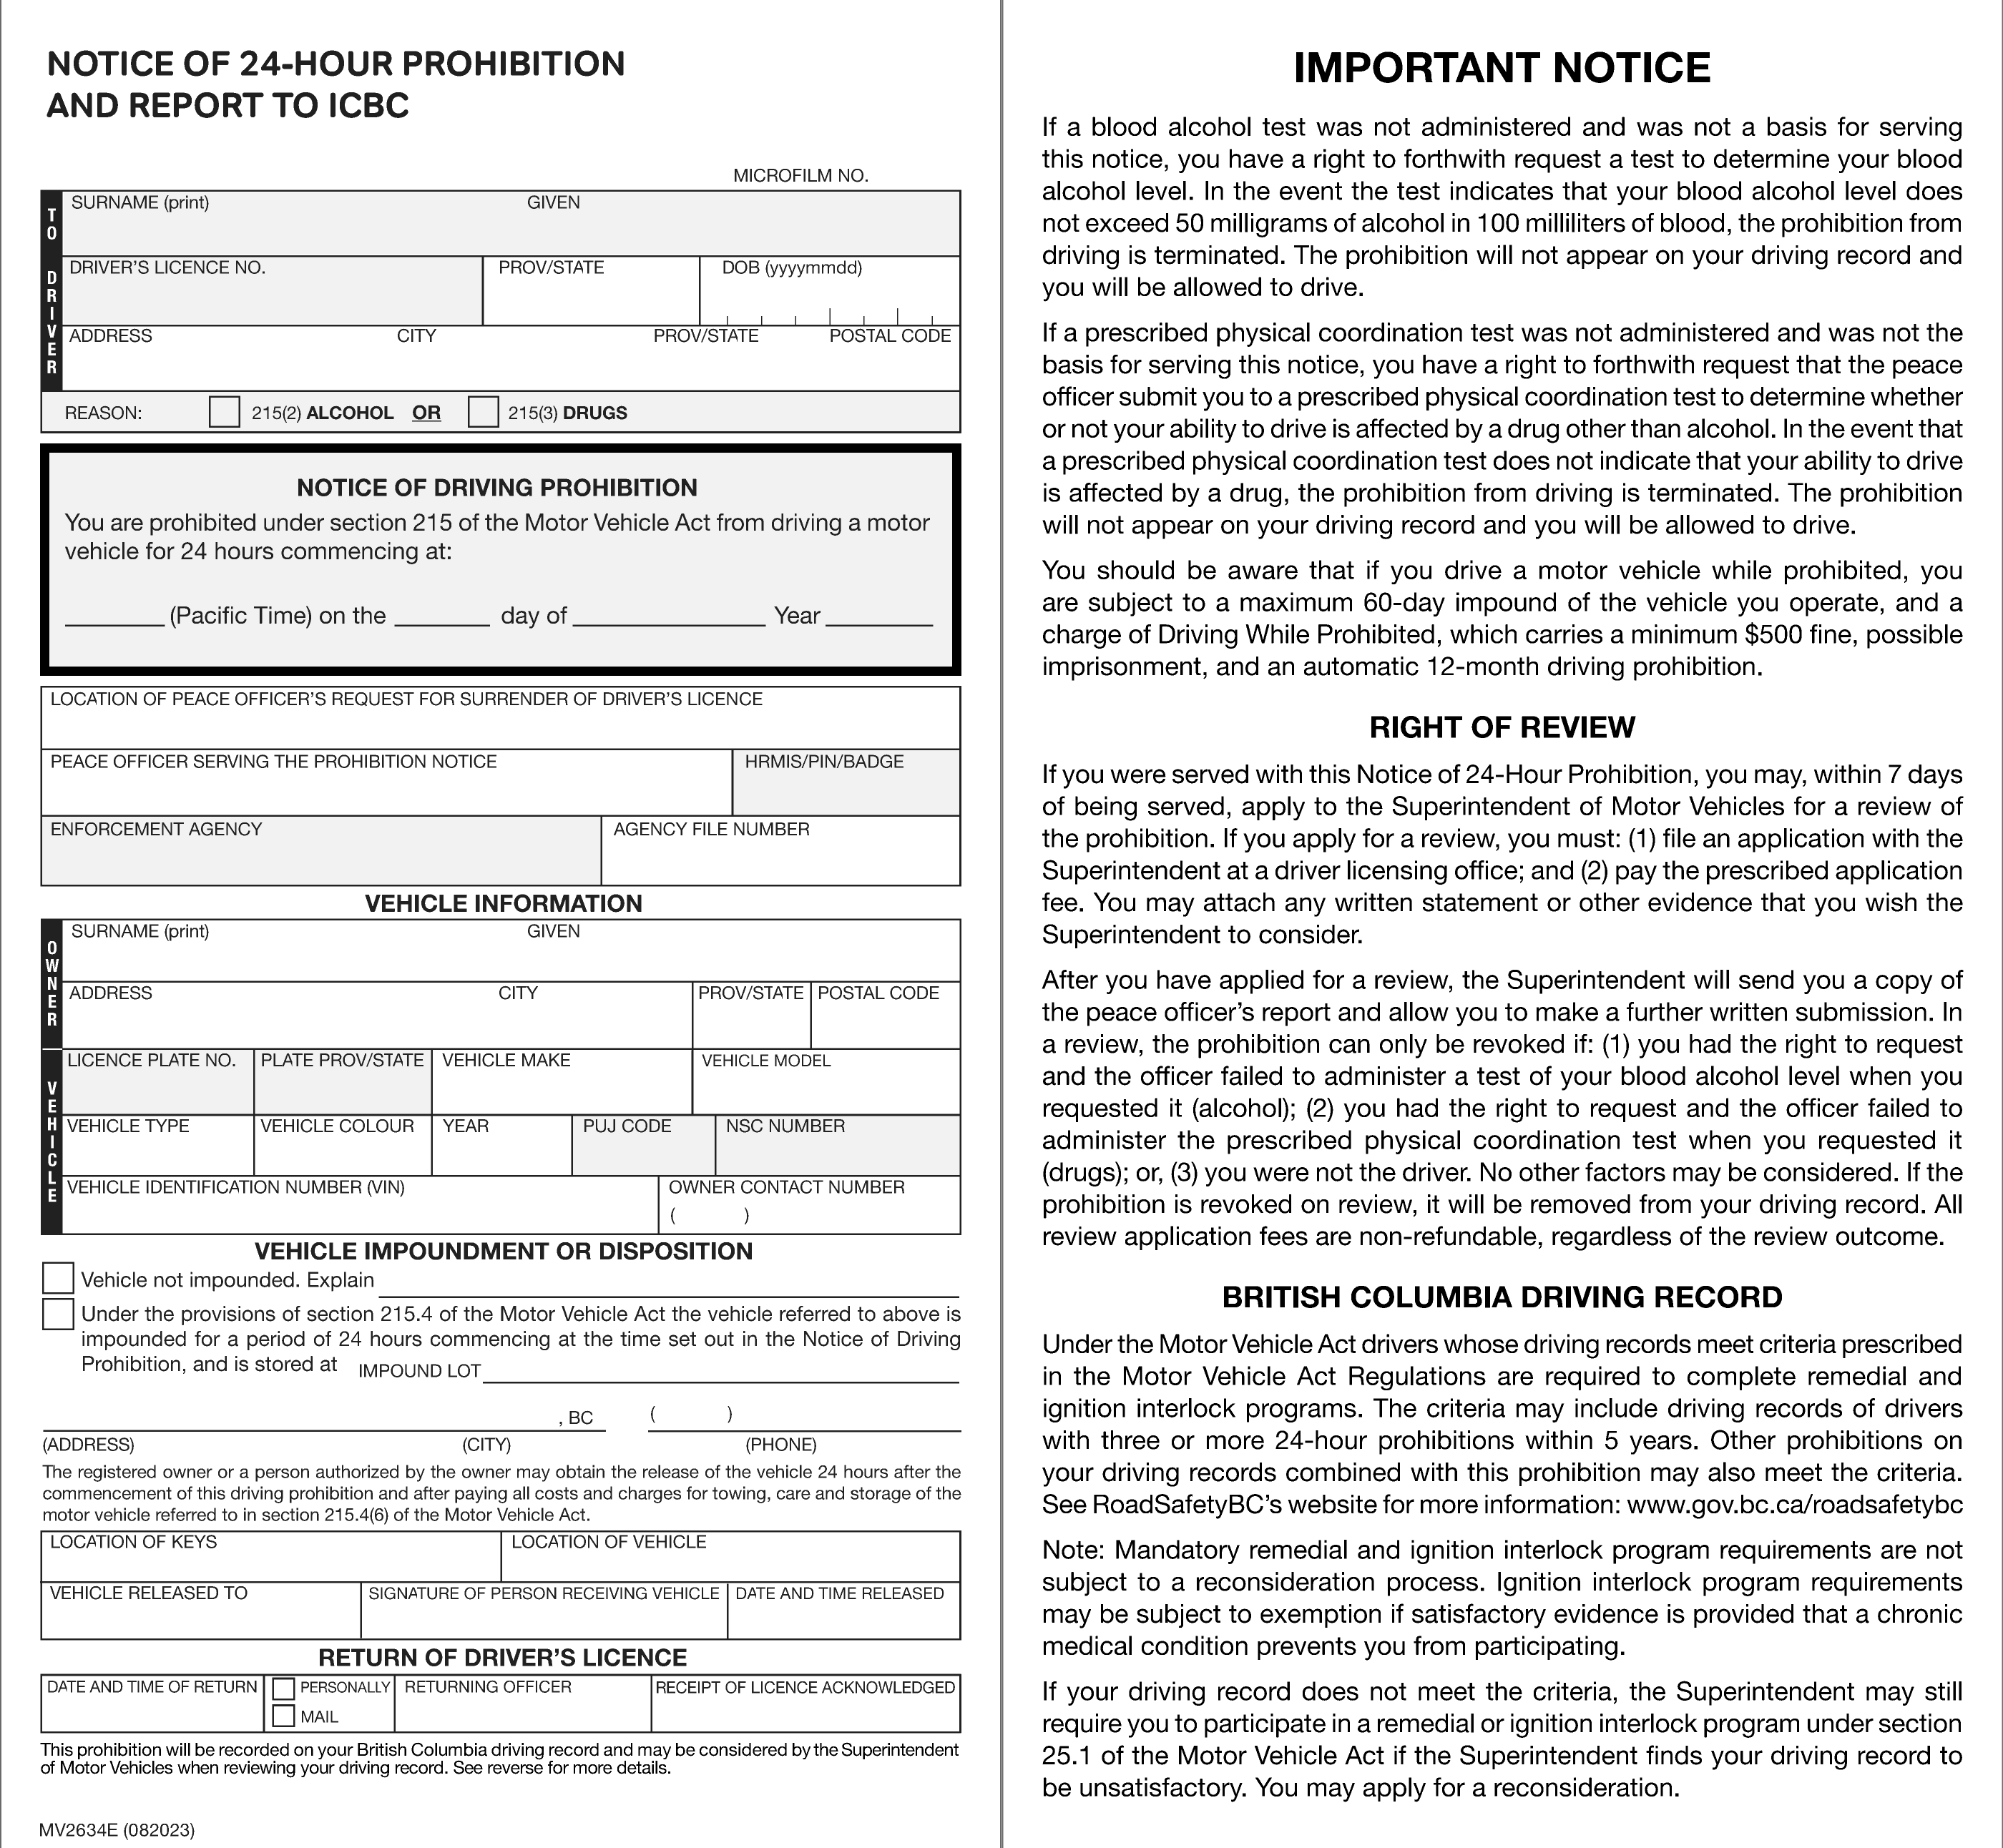 NOTICE OF 24-HOUR PROHIBITION
AND REPORT TO ICBC
MICROFILM NO.
TO DRIVER
SURNAME (print) GIVEN
DRIVER'S LICENCE NO. PROV/STATE DOB (yyyymmdd)
ADDRESS CITY PROV/STATE POSTAL CODE
REASON: 215(2) ALCOHOL OR 215(3) DRUGS
NOTICE OF DRIVING PROHIBITION
You are prohibited under section 215 of the Motor Vehicle Act from driving a motor
vehicle for 24 hours commencing at:
________ (Pacific Time) on the ________ day of ________________ Year ________
LOCATION OF PEACE OFFICER'S REQUEST FOR SURRENDER OF DRIVER'S LICENCE
PEACE OFFICER SERVING THE PROHIBITION NOTICE HRMIS/PIN/BADGE
ENFORCEMENT AGENCY AGENCY FILE NUMBER
VEHICLE INFORMATION
OWNER
SURNAME (print) GIVEN
ADDRESS CITY PROV/STATE POSTAL CODE
VEHICLE
LICENCE PLATE NO. PLATE PROV/STATE VEHICLE MAKE VEHICLE MODEL
VEHICLE TYPE VEHICLE COLOUR YEAR PUJ CODE NSC NUMBER
VEHICLE IDENTIFICATION NUMBER (VIN) OWNER CONTACT NUMBER
( )
VEHICLE IMPOUNDMENT OR DISPOSITION
Vehicle not impounded. Explain
Under the provisions of section 215.4 of the Motor Vehicle Act the vehicle referred to above is
impounded for a period of 24 hours commencing at the time set out in the Notice of Driving
Prohibition, and is stored at IMPOUND LOT
, BC ( )
(ADDRESS) (CITY) (PHONE)
The registered owner or a person authorized by the owner may obtain the release of the vehicle 24 hours after the
commencement of this driving prohibition and after paying all costs and charges for towing, care and storage of the
motor vehicle referred to in section 215.4(6) of the Motor Vehicle Act.
LOCATION OF KEYS LOCATION OF VEHICLE
VEHICLE RELEASED TO SIGNATURE OF PERSON RECEIVING VEHICLE DATE AND TIME RELEASED
RETURN OF DRIVER'S LICENCE
DATE AND TIME OF RETURN PERSONALLY RETURNING OFFICER RECEIPT OF LICENCE ACKNOWLEDGED
MAIL
This prohibition will be recorded on your British Columbia driving record and may be considered by the Superintendent
of Motor Vehicles when reviewing your driving record. See reverse for more details.
MV2634E (082023)
IMPORTANT NOTICE
If a blood alcohol test was not administered and was not a basis for serving
this notice, you have a right to forthwith request a test to determine your blood
alcohol level. In the event the test indicates that your blood alcohol level does
not exceed 50 milligrams of alcohol in 100 milliliters of blood, the prohibition from
driving is terminated. The prohibition will not appear on your driving record and
you will be allowed to drive.
If a prescribed physical coordination test was not administered and was not the
basis for serving this notice, you have a right to forthwith request that the peace
officer submit you to a prescribed physical coordination test to determine whether
or not your ability to drive is affected by a drug other than alcohol. In the event that
a prescribed physical coordination test does not indicate that your ability to drive
is affected by a drug, the prohibition from driving is terminated. The prohibition
will not appear on your driving record and you will be allowed to drive.
You should be aware that if you drive a motor vehicle while prohibited, you
are subject to a maximum 60-day impound of the vehicle you operate, and a
charge of Driving While Prohibited, which carries a minimum $500 fine, possible
imprisonment, and an automatic 12-month driving prohibition.
RIGHT OF REVIEW
If you were served with this Notice of 24-Hour Prohibition, you may, within 7 days
of being served, apply to the Superintendent of Motor Vehicles for a review of
the prohibition. If you apply for a review, you must: (1) file an application with the
Superintendent at a driver licensing office; and (2) pay the prescribed application
fee. You may attach any written statement or other evidence that you wish the
Superintendent to consider.
After you have applied for a review, the Superintendent will send you a copy of
the peace officer's report and allow you to make a further written submission. In
a review, the prohibition can only be revoked if: (1) you had the right to request
and the officer failed to administer a test of your blood alcohol level when you
requested it (alcohol); (2) you had the right to request and the officer failed to
administer the prescribed physical coordination test when you requested it
(drugs); or, (3) you were not the driver. No other factors may be considered. If the
prohibition is revoked on review, it will be removed from your driving record. All
review application fees are non-refundable, regardless of the review outcome.
BRITISH COLUMBIA DRIVING RECORD
Under the Motor Vehicle Act drivers whose driving records meet criteria prescribed
in the Motor Vehicle Act Regulations are required to complete remedial and
ignition interlock programs. The criteria may include driving records of drivers
with three or more 24-hour prohibitions within 5 years. Other prohibitions on
your driving records combined with this prohibition may also meet the criteria.
See RoadSafetyBC's website for more information: www.gov.bc.ca/roadsafetybc
Note: Mandatory remedial and ignition interlock program requirements are not
subject to a reconsideration process. Ignition interlock program requirements
may be subject to exemption if satisfactory evidence is provided that a chronic
medical condition prevents you from participating.
If your driving record does not meet the criteria, the Superintendent may still
require you to participate in a remedial or ignition interlock program under section
25.1 of the Motor Vehicle Act if the Superintendent finds your driving record to
be unsatisfactory. You may apply for a reconsideration.